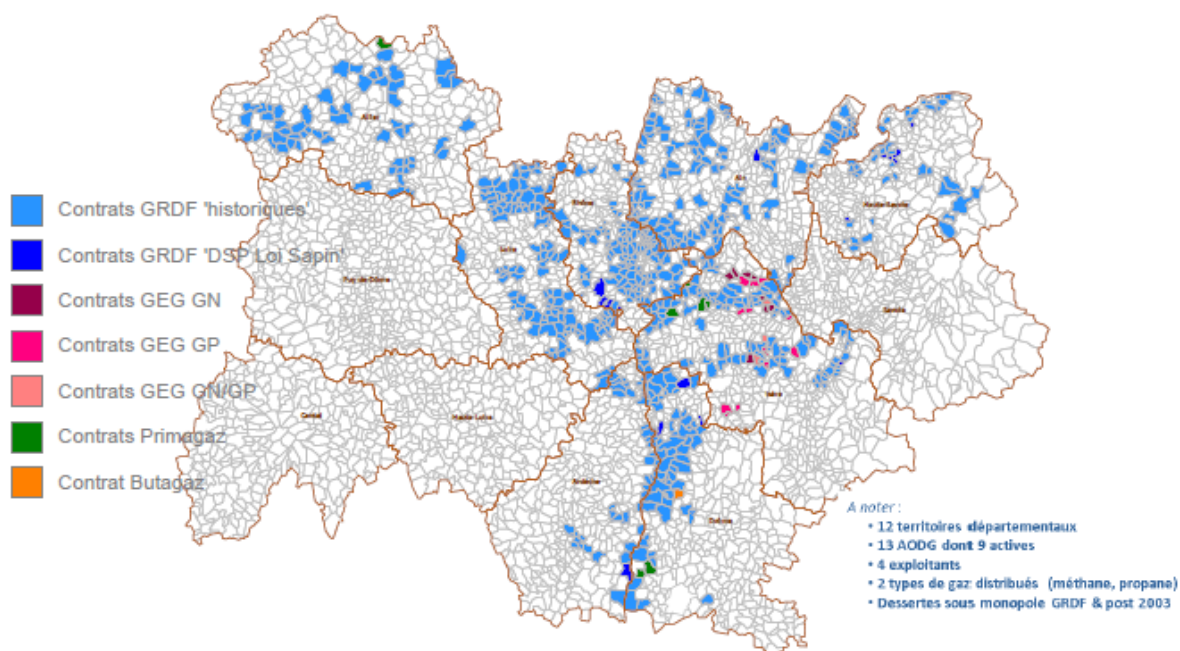 Contrats GRDF 'historiques'
Contrats GRDF 'DSP Loi Sapin'
Contrats GEG GN
Contrats GEG GP
Contrats GEG GN/GP
Contrats Primagaz
Contrat Butagaz
Allier
Ain
Rhône
Haute-Savoie
Loire
Puy-de-Dôme
Savoie
Isère
Cantal
Haute-Loire
Ardèche
Drôme
A noter :
• 12 territoires départementaux
• 13 AODG dont 9 actives
• 4 exploitants
• 2 types de gaz distribués (méthane, propane)
• Dessertes sous monopole GRDF & post 2003